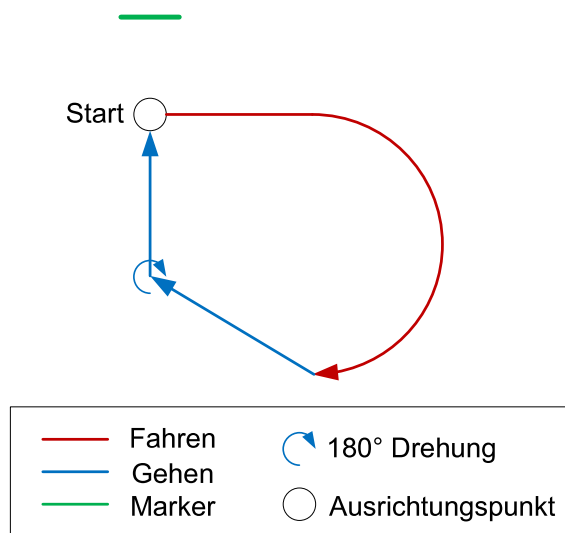 Start
Fahren
Gehen
Marker
180° Drehung
Ausrichtungspunkt